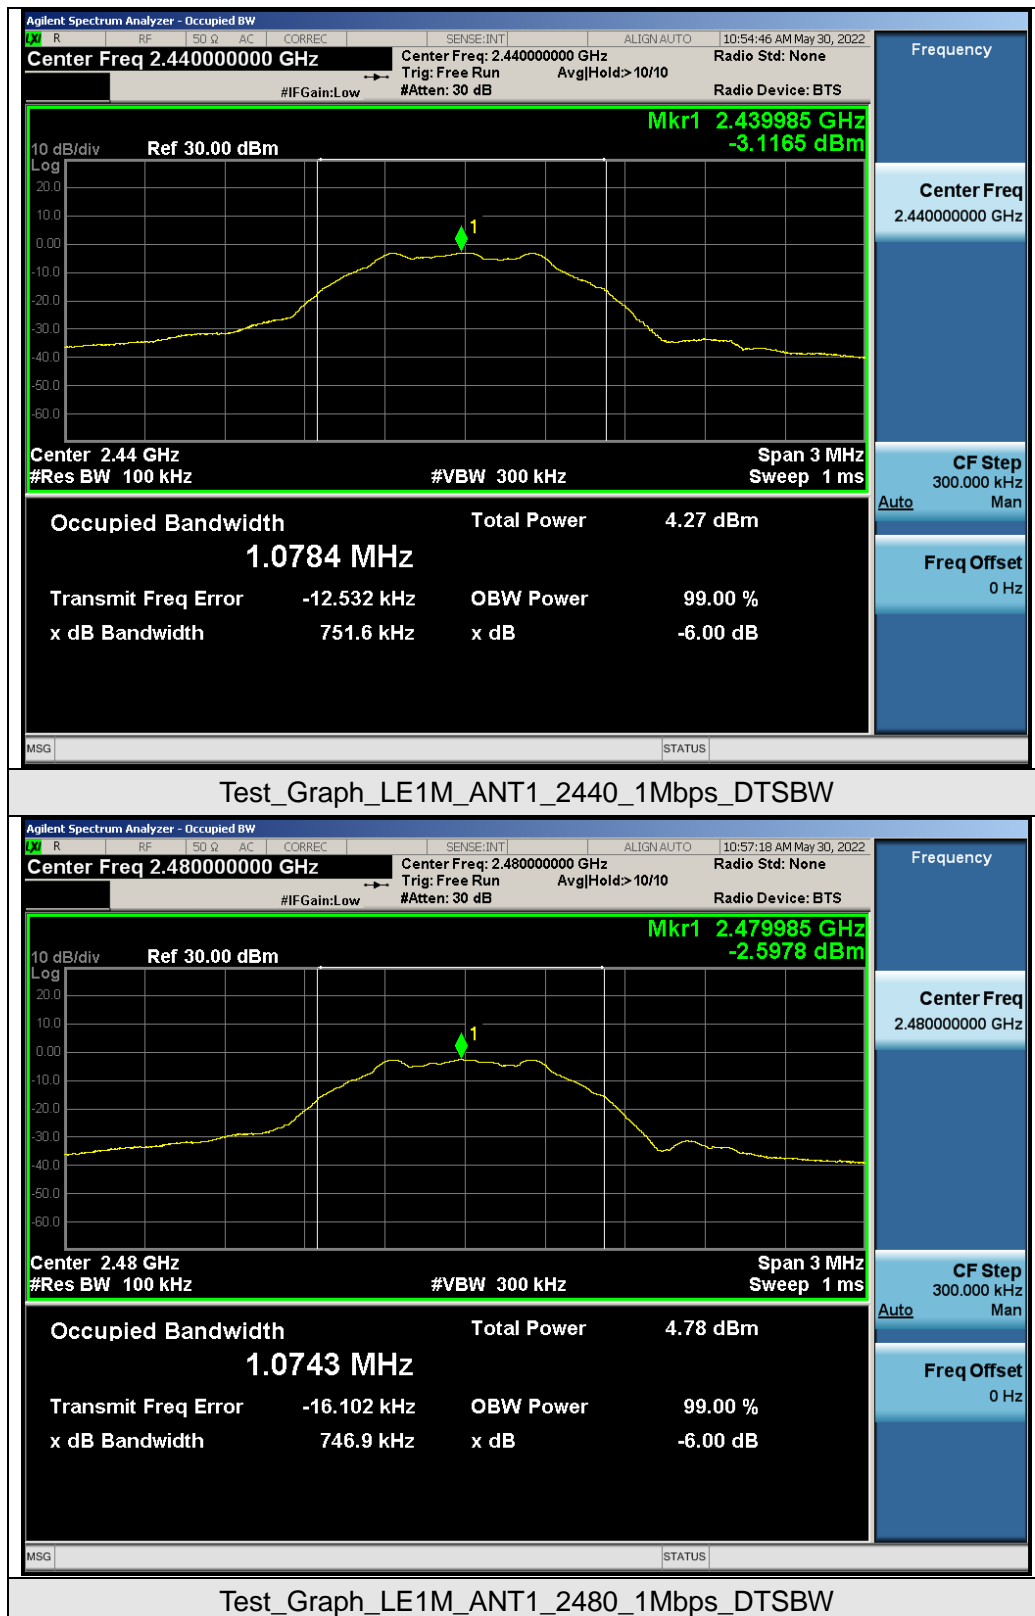 Agilent Spectrum Analyzer - Occupied BW
LXI R RF 50 Ω AC CORREC SENSE:INT ALIGN AUTO 10:54:46 AM May 30, 2022
Center Freq 2.440000000 GHz
Center Freq: 2.440000000 GHz Radio Std: None
Trig: Free Run Avg|Hold:>10/10
#IFGain:Low #Atten: 30 dB Radio Device: BTS
Frequency
Mkr1 2.439985 GHz
-3.1165 dBm
10 dB/div Ref 30.00 dBm
Log
20.0
10.0
0.00
-10.0
-20.0
-30.0
-40.0
-50.0
-60.0
1
Center 2.44 GHz Span 3 MHz
#Res BW 100 kHz #VBW 300 kHz Sweep 1 ms
Center Freq
2.440000000 GHz
CF Step
300.000 kHz
Auto Man
Freq Offset
0 Hz
Occupied Bandwidth Total Power 4.27 dBm
1.0784 MHz
Transmit Freq Error -12.532 kHz OBW Power 99.00 %
x dB Bandwidth 751.6 kHz x dB -6.00 dB
MSG STATUS
Test_Graph_LE1M_ANT1_2440_1Mbps_DTSBW
Agilent Spectrum Analyzer - Occupied BW
LXI R RF 50 Ω AC CORREC SENSE:INT ALIGN AUTO 10:57:18 AM May 30, 2022
Center Freq 2.480000000 GHz
Center Freq: 2.480000000 GHz Radio Std: None
Trig: Free Run Avg|Hold:>10/10
#IFGain:Low #Atten: 30 dB Radio Device: BTS
Frequency
Mkr1 2.479985 GHz
-2.5978 dBm
10 dB/div Ref 30.00 dBm
Log
20.0
10.0
0.00
-10.0
-20.0
-30.0
-40.0
-50.0
-60.0
1
Center 2.48 GHz Span 3 MHz
#Res BW 100 kHz #VBW 300 kHz Sweep 1 ms
Center Freq
2.480000000 GHz
CF Step
300.000 kHz
Auto Man
Freq Offset
0 Hz
Occupied Bandwidth Total Power 4.78 dBm
1.0743 MHz
Transmit Freq Error -16.102 kHz OBW Power 99.00 %
x dB Bandwidth 746.9 kHz x dB -6.00 dB
MSG STATUS
Test_Graph_LE1M_ANT1_2480_1Mbps_DTSBW